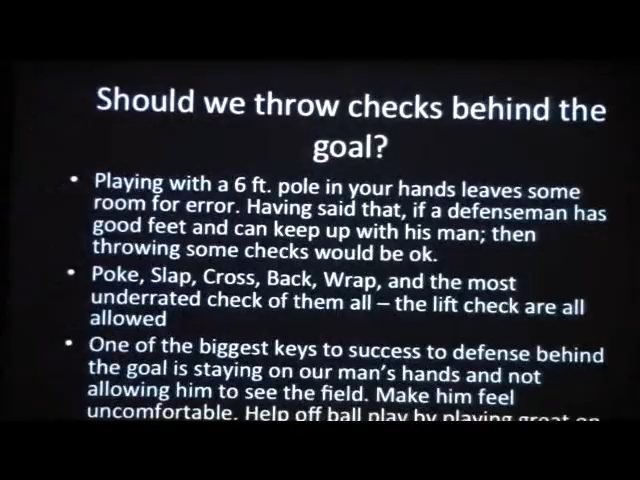 Should we throw checks behind the
goal?
• Playing with a 6 ft. pole in your hands leaves some
room for error. Having said that, if a defenseman has
good feet and can keep up with his man; then
throwing some checks would be ok.
• Poke, Slap, Cross, Back, Wrap, and the most
underrated check of them all – the lift check are all
allowed
• One of the biggest keys to success to defense behind
the goal is staying on our man's hands and not
allowing him to see the field. Make him feel
uncomfortable. Help off ball play by playing great on